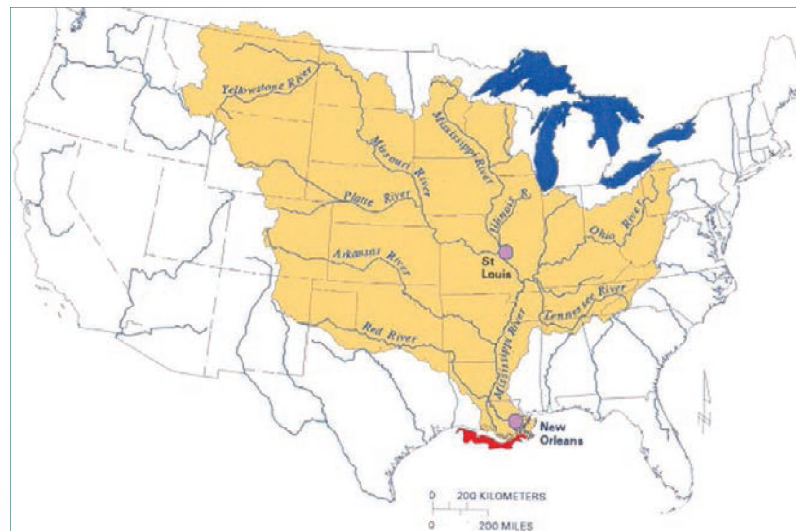 Yellowstone River
Missouri River
Mississippi River
Platte River
Illinois R
Ohio River
St
Louis
Arkansas River
Tennessee River
Red River
Mississippi River
New
Orleans
0 200 KILOMETERS
0 200 MILES